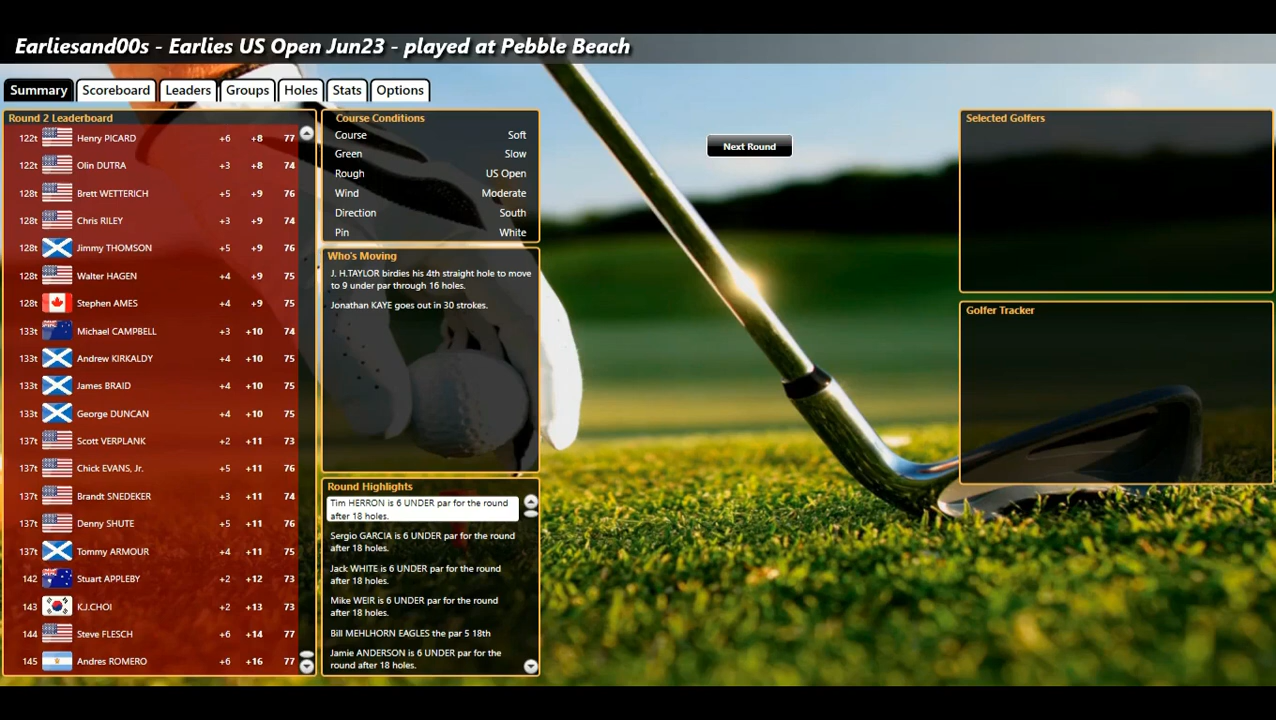 Earliesand00s - Earlies US Open Jun23 - played at Pebble Beach
Summary Scoreboard Leaders Groups Holes Stats Options
Round 2 Leaderboard
122t Henry PICARD +6 +8 77
122t Olin DUTRA +3 +8 74
128t Brett WETTERICH +5 +9 76
128t Chris RILEY +3 +9 74
128t Jimmy THOMSON +5 +9 76
128t Walter HAGEN +4 +9 75
128t Stephen AMES +4 +9 75
133t Michael CAMPBELL +3 +10 74
133t Andrew KIRKALDY +4 +10 75
133t James BRAID +4 +10 75
133t George DUNCAN +4 +10 75
137t Scott VERPLANK +2 +11 73
137t Chick EVANS, Jr. +5 +11 76
137t Brandt SNEDEKER +3 +11 74
137t Denny SHUTE +5 +11 76
137t Tommy ARMOUR +4 +11 75
142 Stuart APPLEBY +2 +12 73
143 K.J.CHOI +2 +13 73
144 Steve FLESCH +6 +14 77
145 Andres ROMERO +6 +16 77
Course Conditions
Course Soft
Green Slow
Rough US Open
Wind Moderate
Direction South
Pin White
Who's Moving
J. H.TAYLOR birdies his 4th straight hole to move
to 9 under par through 16 holes.
Jonathan KAYE goes out in 30 strokes.
Round Highlights
Tim HERRON is 6 UNDER par for the round
after 18 holes.
Sergio GARCIA is 6 UNDER par for the round
after 18 holes.
Jack WHITE is 6 UNDER par for the round
after 18 holes.
Mike WEIR is 6 UNDER par for the round
after 18 holes.
Bill MEHLHORN EAGLES the par 5 18th
Jamie ANDERSON is 6 UNDER par for the
round after 18 holes.
Next Round
Selected Golfers
Golfer Tracker